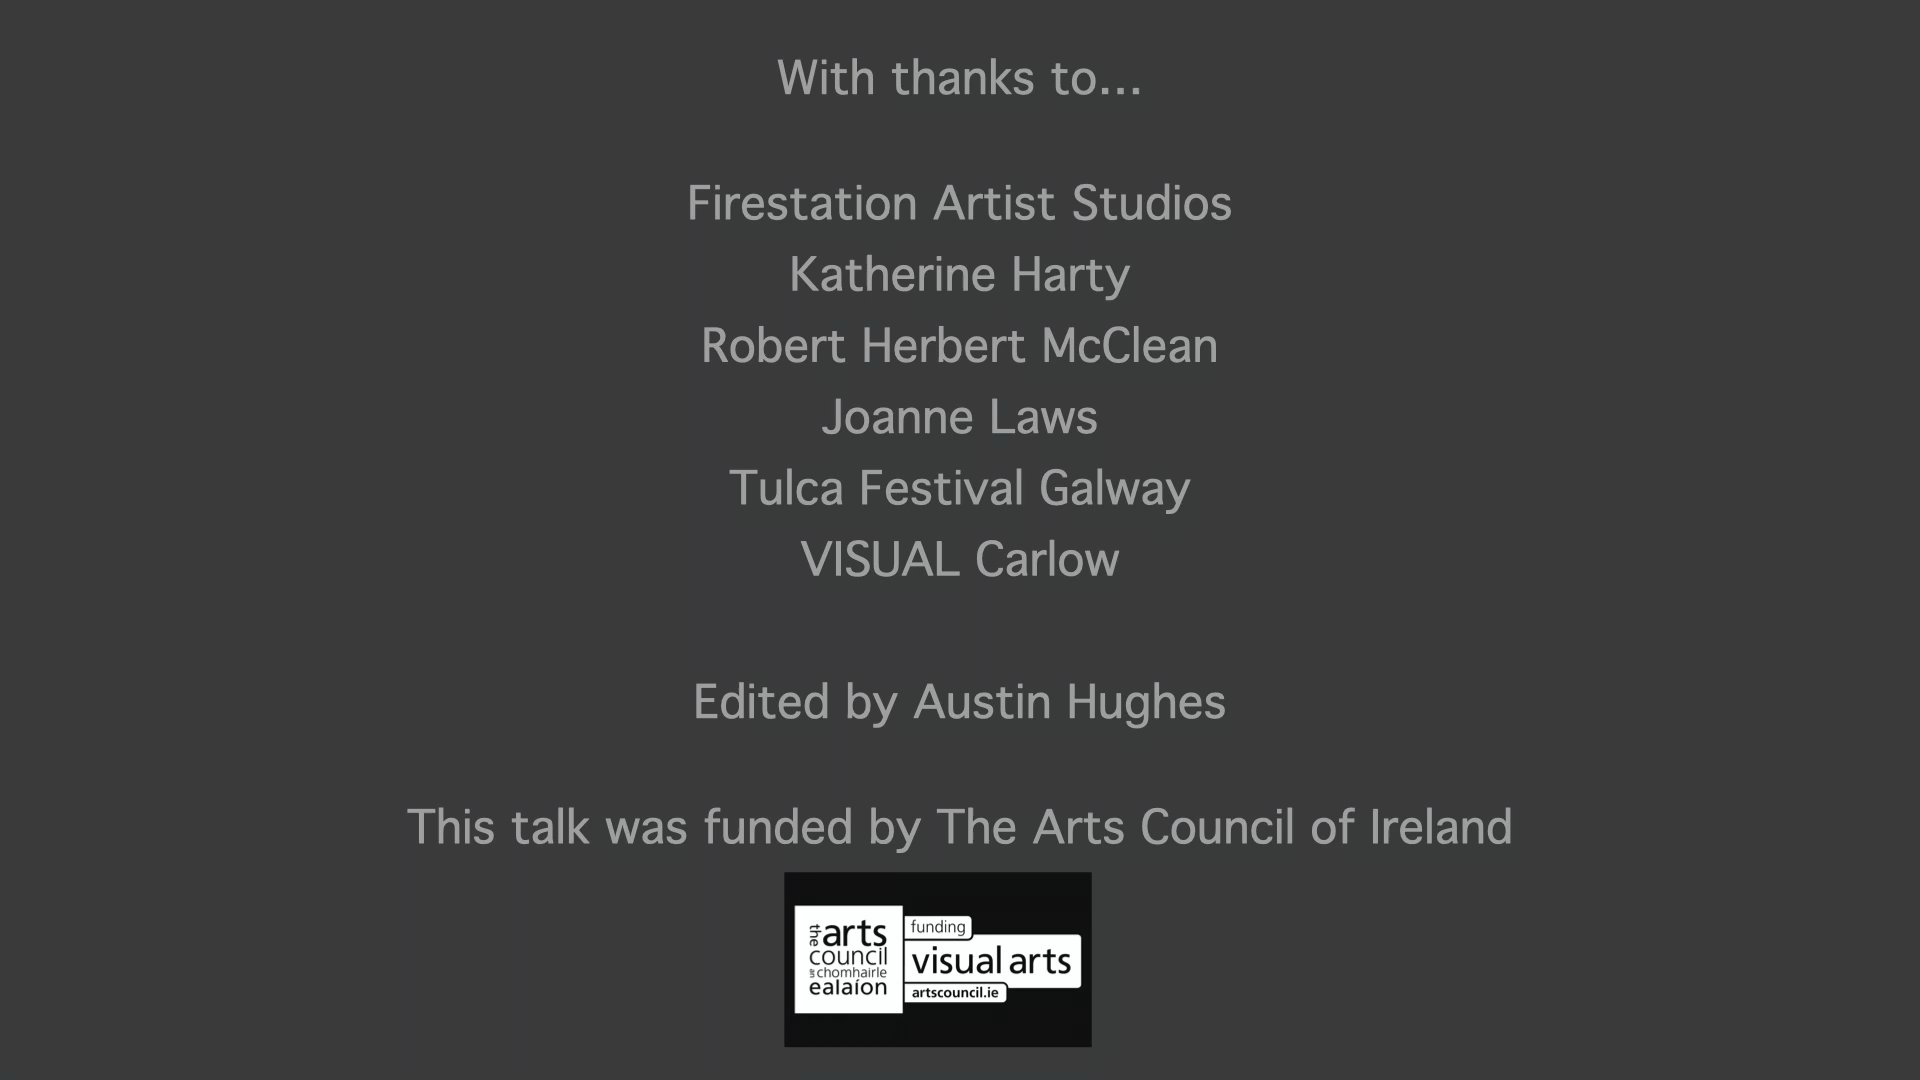 With thanks to...
Firestation Artist Studios
Katherine Harty
Robert Herbert McClean
Joanne Laws
Tulca Festival Galway
VISUAL Carlow
Edited by Austin Hughes
This talk was funded by The Arts Council of Ireland
the arts
council
chomhairle
ealaíon
funding
visual arts
artscouncil.ie